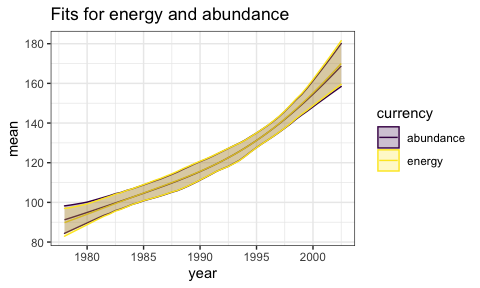 Fits for energy and abundance
180
160
140
120
100
80
mean
1980
1985
1990
1995
2000
year
currency
abundance
energy